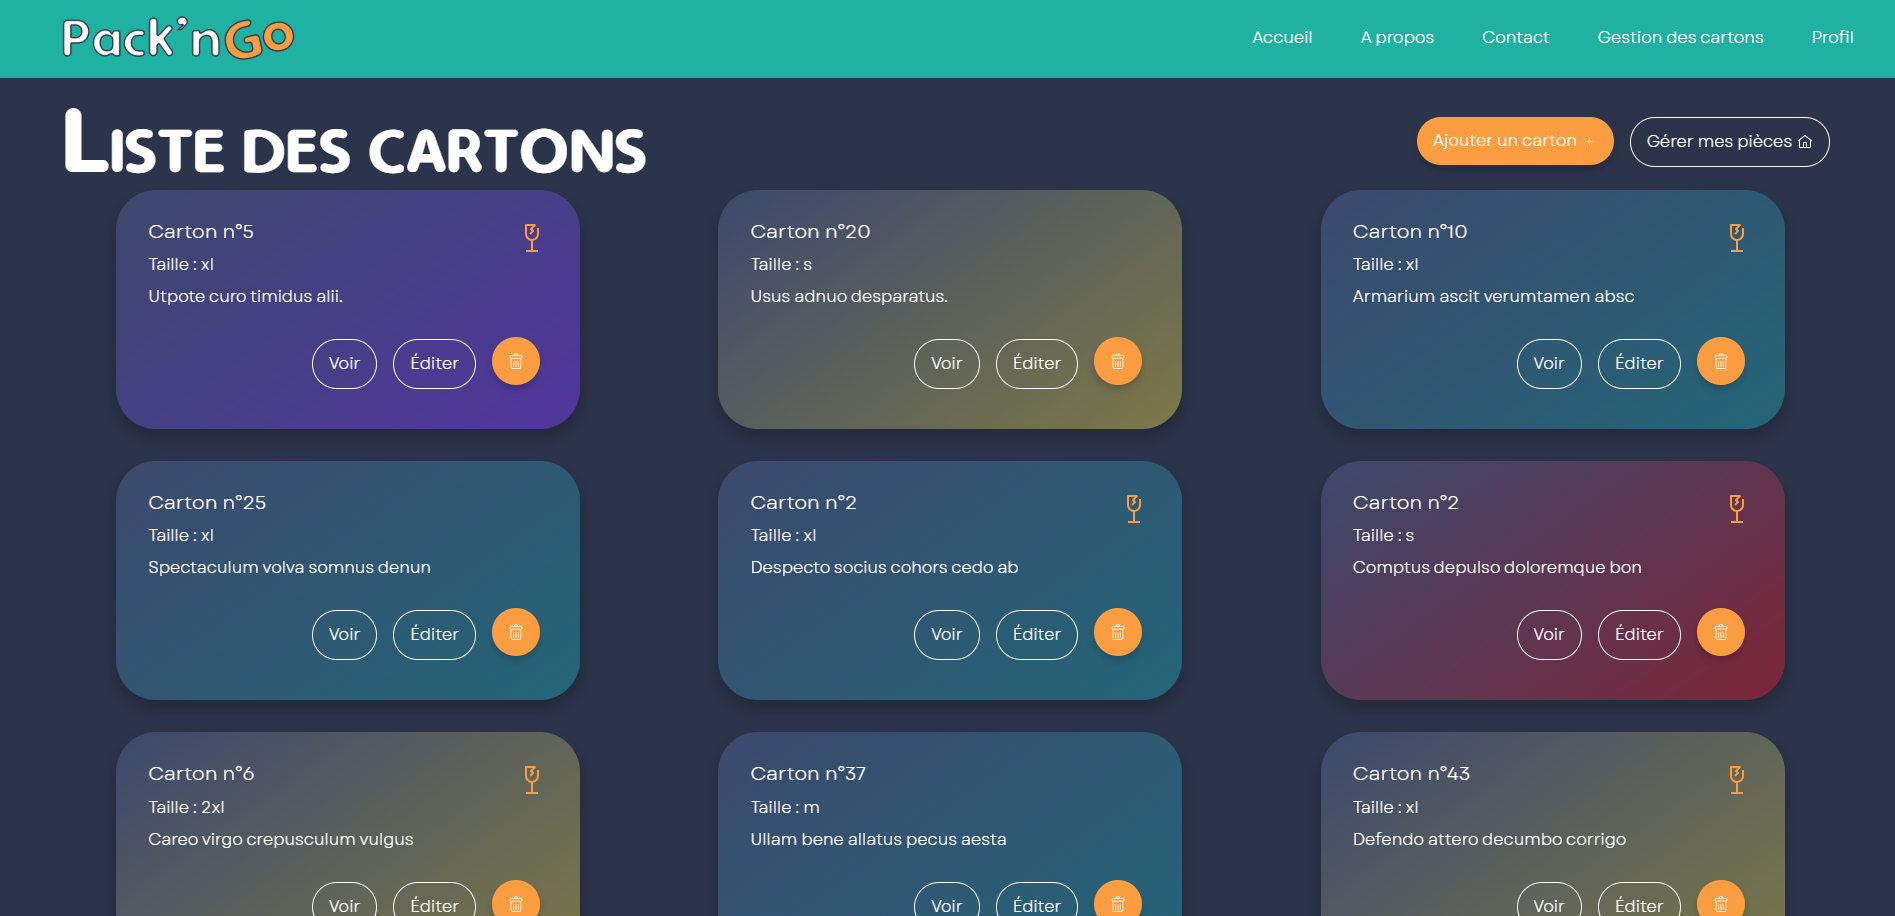 Pack'nGo
Accueil
A propos
Contact
Gestion des cartons
Profil
Liste des cartons
Ajouter un carton +
Gérer mes pièces
Carton n°5
Taille : xl
Utpote curo timidus alii.
Voir
Éditer
Carton n°20
Taille : s
Usus adnuo desparatus.
Voir
Éditer
Carton n°10
Taille : xl
Armarium ascit verumtamen absc
Voir
Éditer
Carton n°25
Taille : xl
Spectaculum volva somnus denun
Voir
Éditer
Carton n°2
Taille : xl
Despecto socius cohors cedo ab
Voir
Éditer
Carton n°2
Taille : s
Comptus depulso doloremque bon
Voir
Éditer
Carton n°6
Taille : 2xl
Careo virgo crepusculum vulgus
Voir
Éditer
Carton n°37
Taille : m
Ullam bene allatus pecus aesta
Voir
Éditer
Carton n°43
Taille : xl
Defendo attero decumbo corrigo
Voir
Éditer